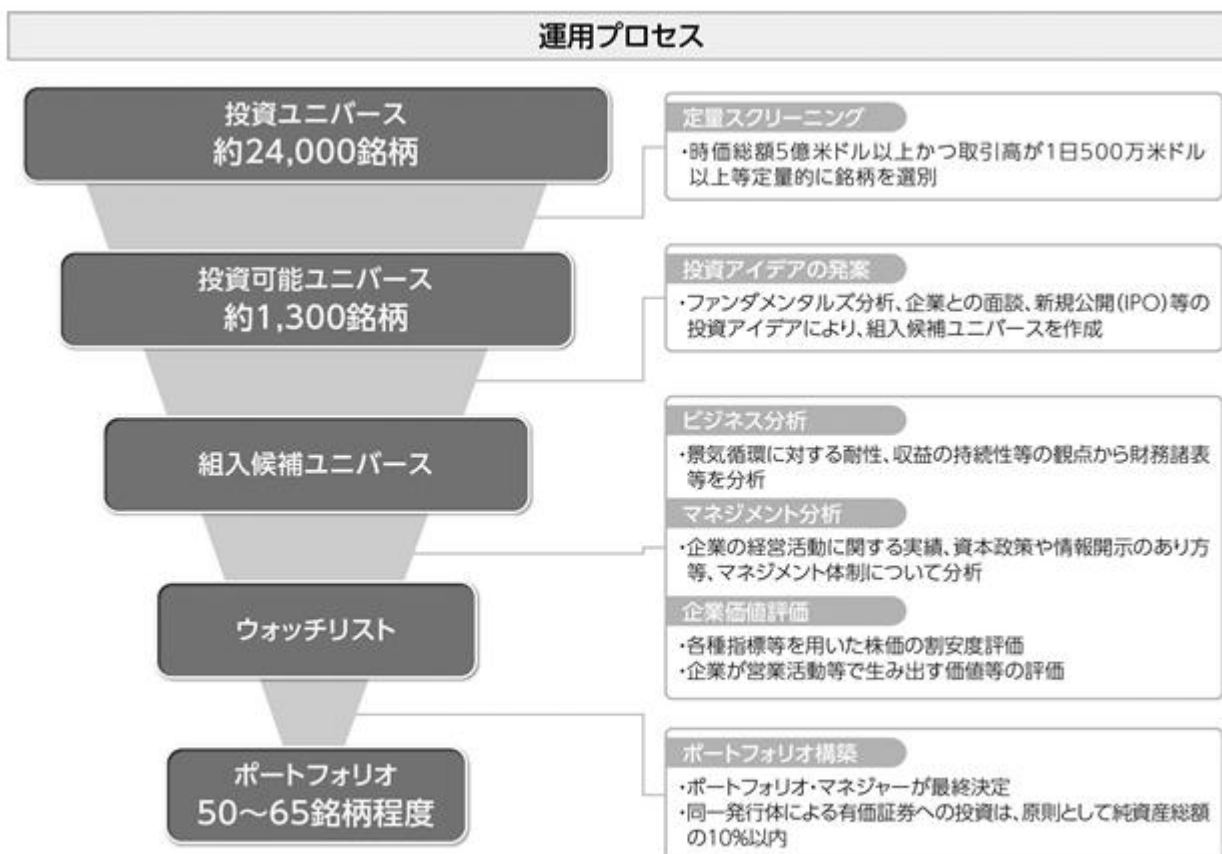 運用プロセス
投資ユニバース
約24,000銘柄
定量スクリーニング
・時価総額5億米ドル以上かつ取引高が1日500万米ドル
以上等定量的に銘柄を選別
投資可能ユニバース
約1,300銘柄
投資アイデアの発案
・ファンダメンタルズ分析、企業との面談、新規公開(IPO)等の
投資アイデアにより、組入候補ユニバースを作成
組入候補ユニバース
ビジネス分析
・景気循環に対する耐性、収益の持続性等の観点から財務諸表
等を分析
マネジメント分析
・企業の経営活動に関する実績、資本政策や情報開示のあり方
等、マネジメント体制について分析
ウォッチリスト
企業価値評価
・各種指標等を用いた株価の割安度評価
・企業が営業活動等で生み出す価値等の評価
ポートフォリオ
50〜65銘柄程度
ポートフォリオ構築
・ポートフォリオ・マネジャーが最終決定
・同一発行体による有価証券への投資は、原則として純資産総額
の10%以内